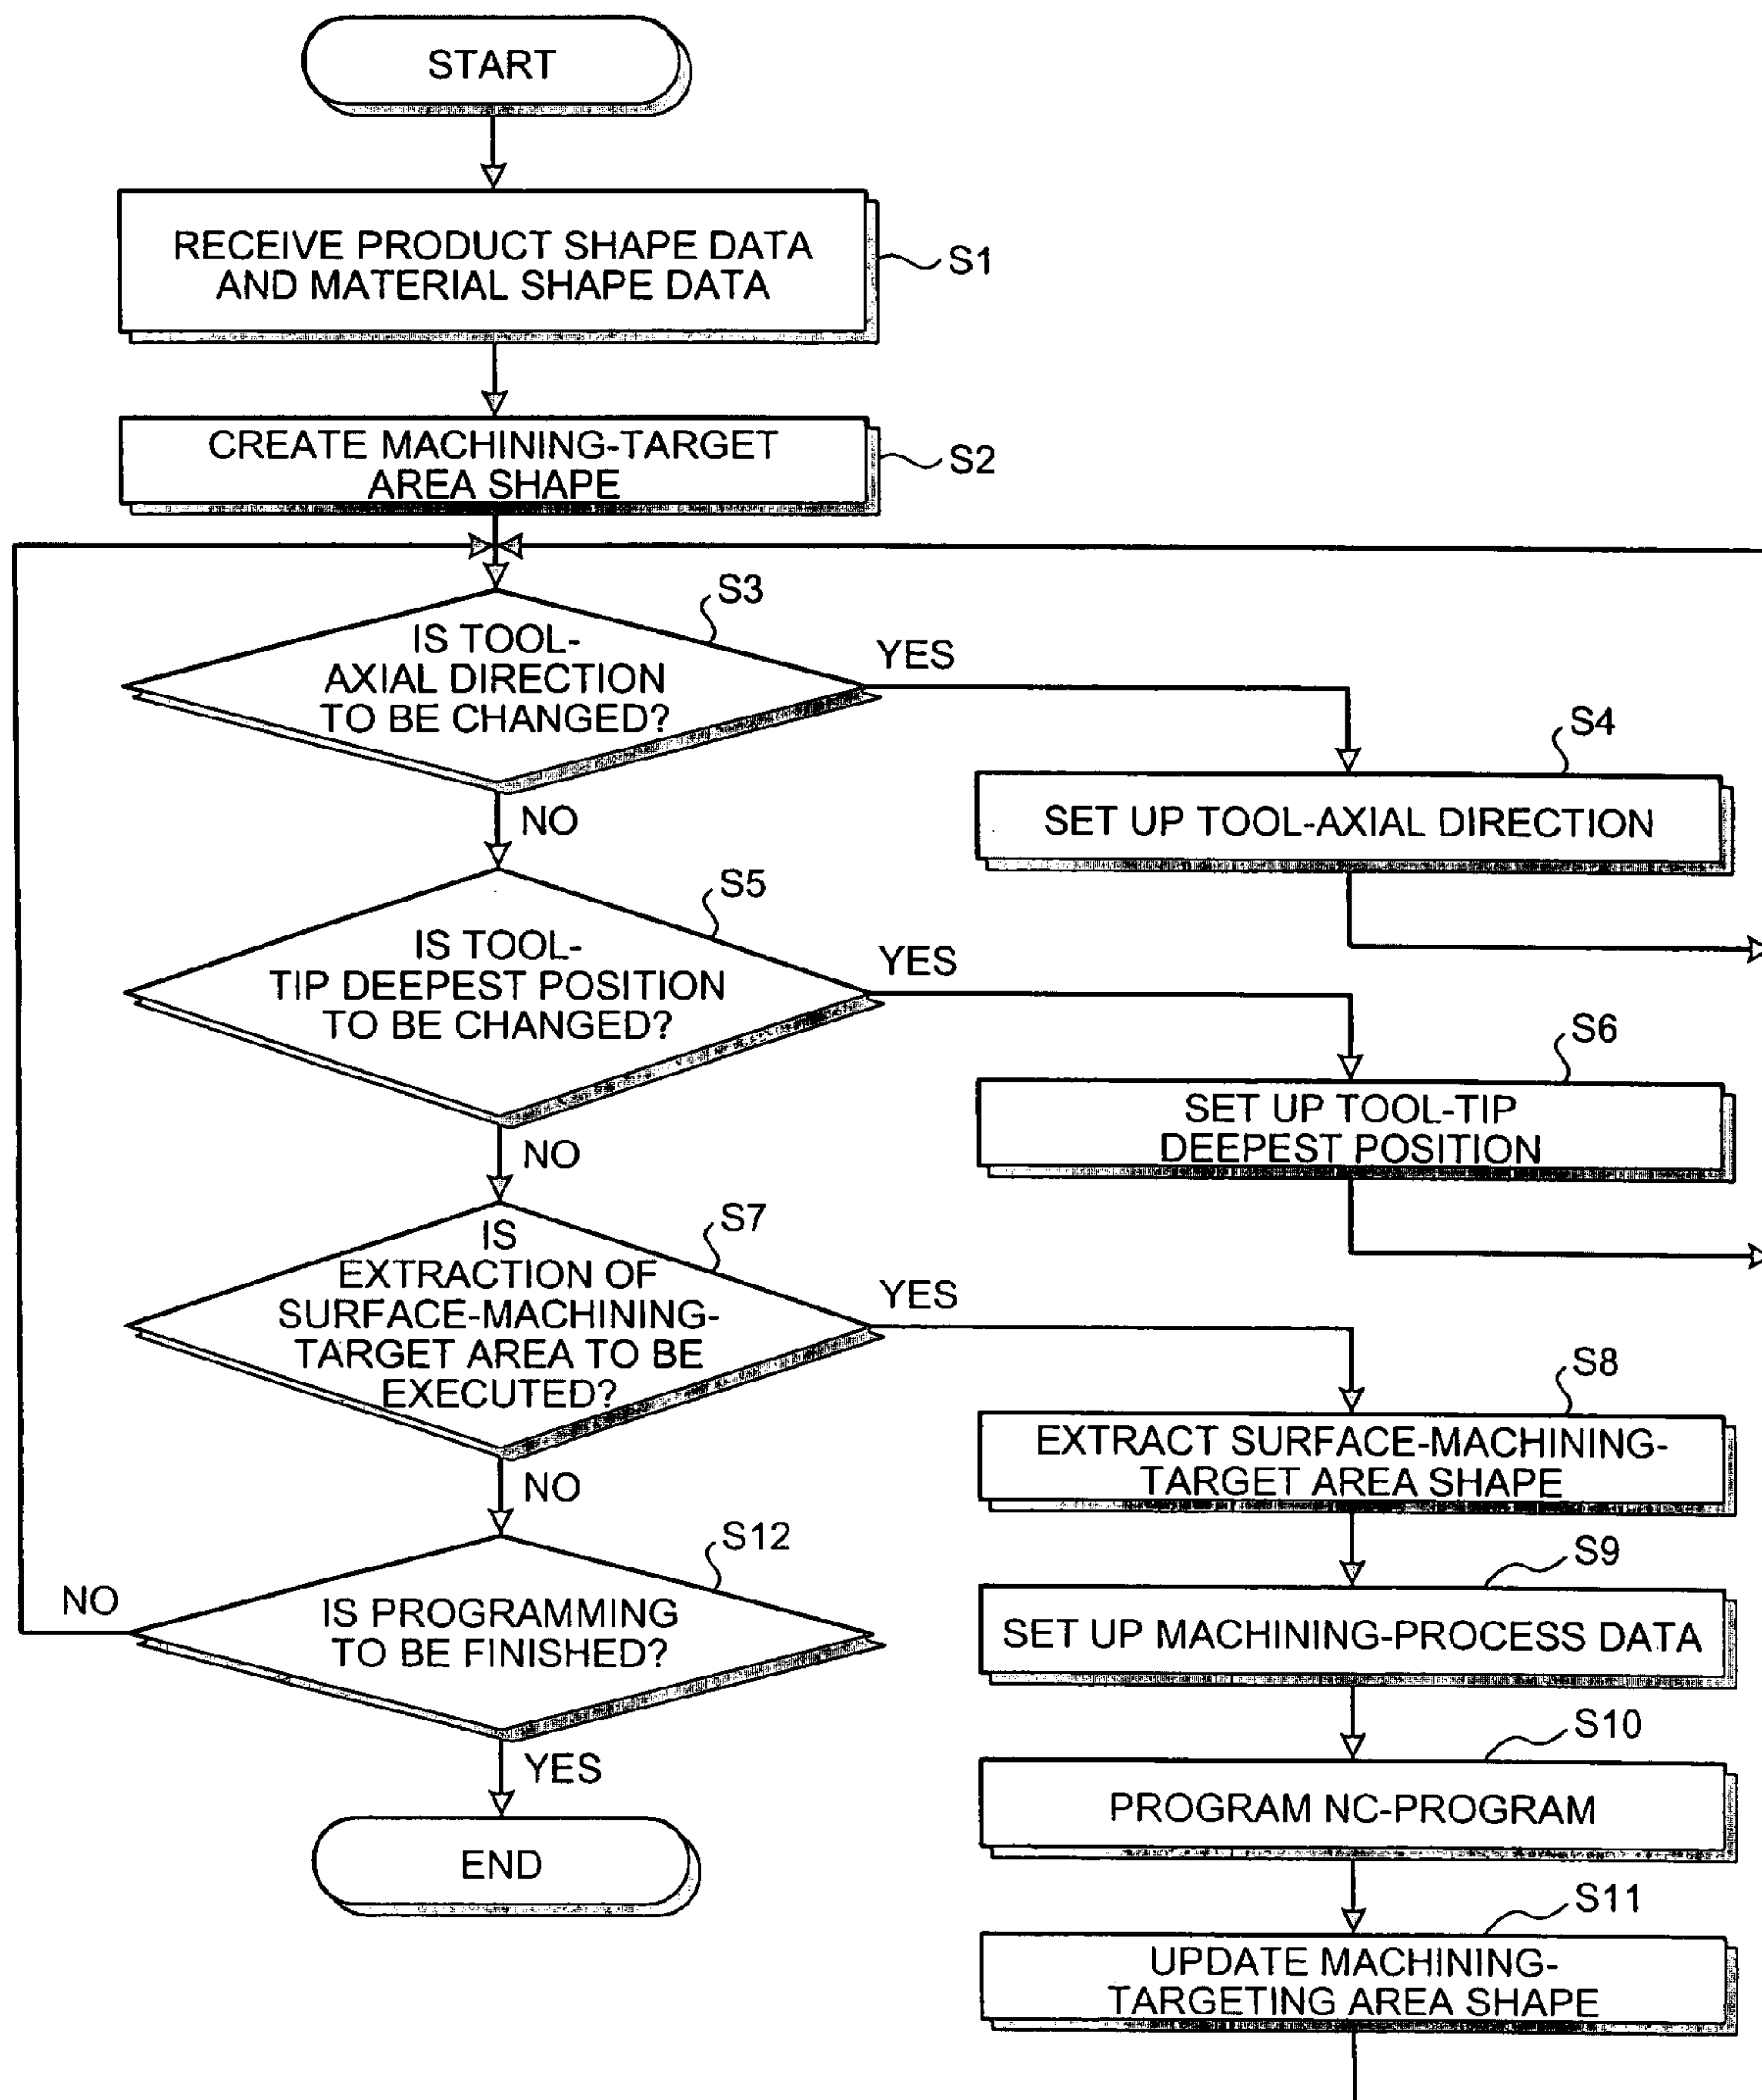 START
RECEIVE PRODUCT SHAPE DATA
AND MATERIAL SHAPE DATA
S1
CREATE MACHINING-TARGET
AREA SHAPE
S2
S3
IS TOOL-
AXIAL DIRECTION
TO BE CHANGED?
YES
NO
S4
SET UP TOOL-AXIAL DIRECTION
S5
IS TOOL-
TIP DEEPEST POSITION
TO BE CHANGED?
YES
NO
S6
SET UP TOOL-TIP
DEEPEST POSITION
S7
IS
EXTRACTION OF
SURFACE-MACHINING-
TARGET AREA TO BE
EXECUTED?
YES
NO
S8
EXTRACT SURFACE-MACHINING-
TARGET AREA SHAPE
S9
SET UP MACHINING-PROCESS DATA
S10
PROGRAM NC-PROGRAM
S11
UPDATE MACHINING-
TARGETING AREA SHAPE
S12
IS PROGRAMMING
TO BE FINISHED?
NO
YES
END